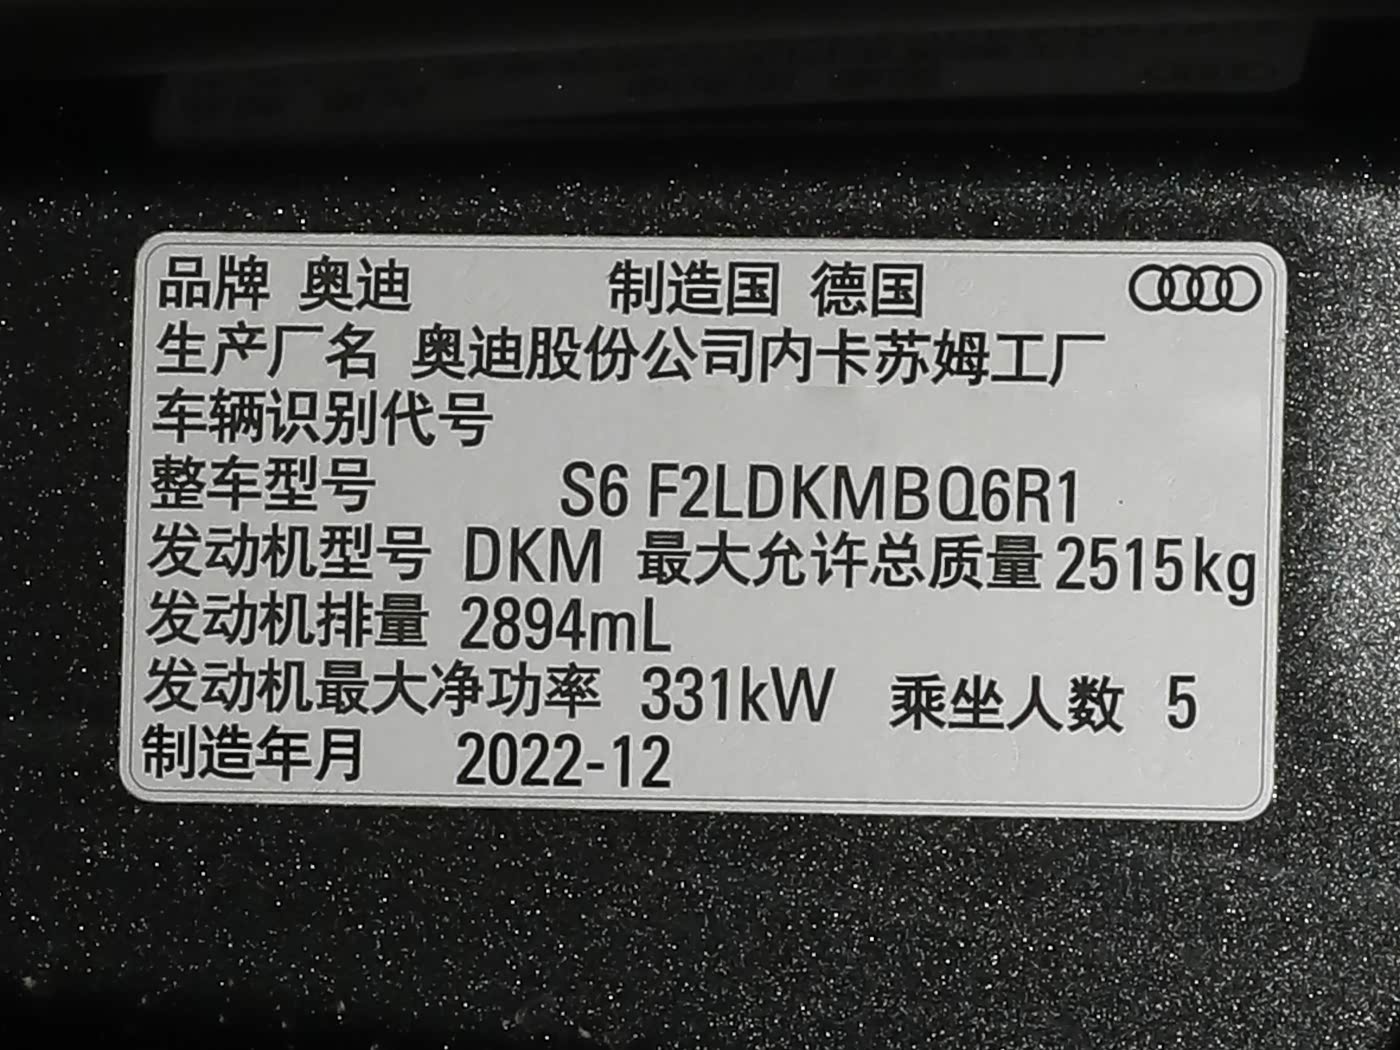 品牌 奥迪 制造国 德国
生产厂名 奥迪股份公司内卡苏姆工厂
车辆识别代号
整车型号 S6 F2LDKMBQ6R1
发动机型号 DKM 最大允许总质量 2515kg
发动机排量 2894mL
发动机最大净功率 331kW 乘坐人数 5
制造年月 2022-12